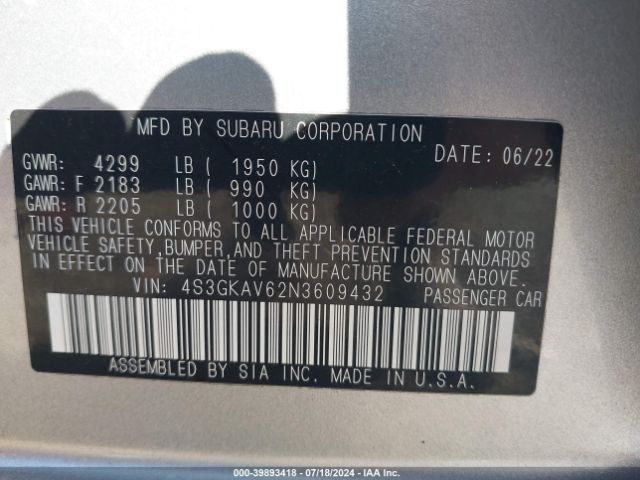 MFD BY SUBARU CORPORATION
GVWR: 4299 LB ( 1950 KG) DATE: 06/22
GAWR: F 2183 LB ( 990 KG)
GAWR: R 2205 LB ( 1000 KG)
THIS VEHICLE CONFORMS TO ALL APPLICABLE FEDERAL MOTOR
VEHICLE SAFETY,BUMPER,AND THEFT PREVENTION STANDARDS
IN EFFECT ON THE DATE OF MANUFACTURE SHOWN ABOVE.
VIN: 4S3GKAV62N3609432 PASSENGER CAR
ASSEMBLED BY SIA INC. MADE IN U.S.A.
000-39893418 - 07/18/2024 - IAA Inc.